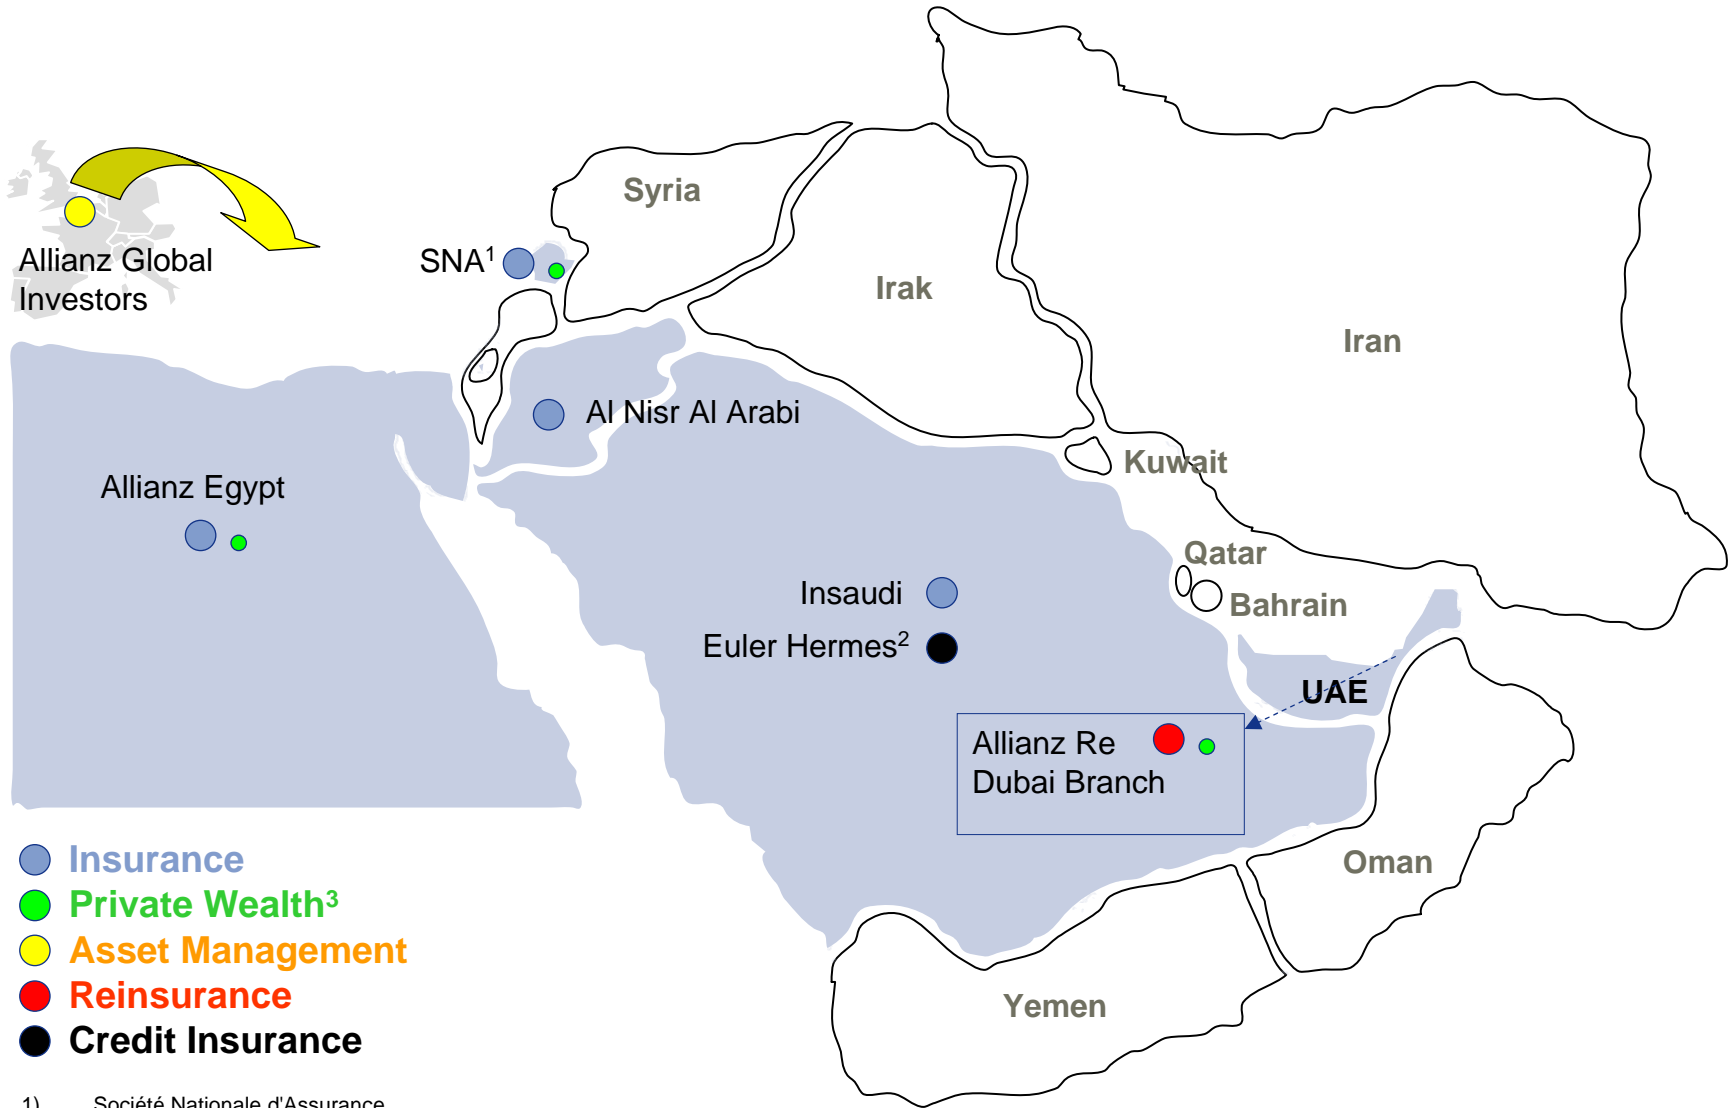 Syria
SNA1
Allianz Global
Investors
Irak
Iran
Al Nisr Al Arabi
Kuwait
Allianz Egypt
Qatar
Insaudi
Bahrain
Euler Hermes2
UAE
Allianz Re
Dubai Branch
Oman
Yemen
Insurance
Private Wealth3
Asset Management
Reinsurance
Credit Insurance
1) Société Nationale d'Assurance